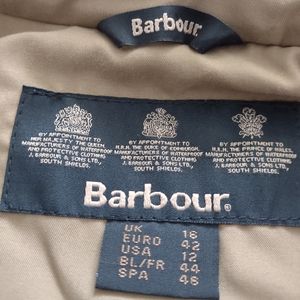 Barbour
BY APPOINTMENT TO
HER MAJESTY THE QUEEN
MANUFACTURERS OF WATERPROOF
AND PROTECTIVE CLOTHING
J. BARBOUR & SONS LTD.,
SOUTH SHIELDS.
BY APPOINTMENT TO
H.R.H. THE DUKE OF EDINBURGH
MANUFACTURERS OF WATERPROOF
AND PROTECTIVE CLOTHING
J. BARBOUR & SONS LTD.,
SOUTH SHIELDS.
BY APPOINTMENT TO
H.R.H. THE PRINCE OF WALES
MANUFACTURERS OF WATERPROOF
AND PROTECTIVE CLOTHING
J. BARBOUR & SONS LTD.,
SOUTH SHIELDS.
Barbour®
UK 16
EURO 42
USA 12
BL/FR 44
SPA 46